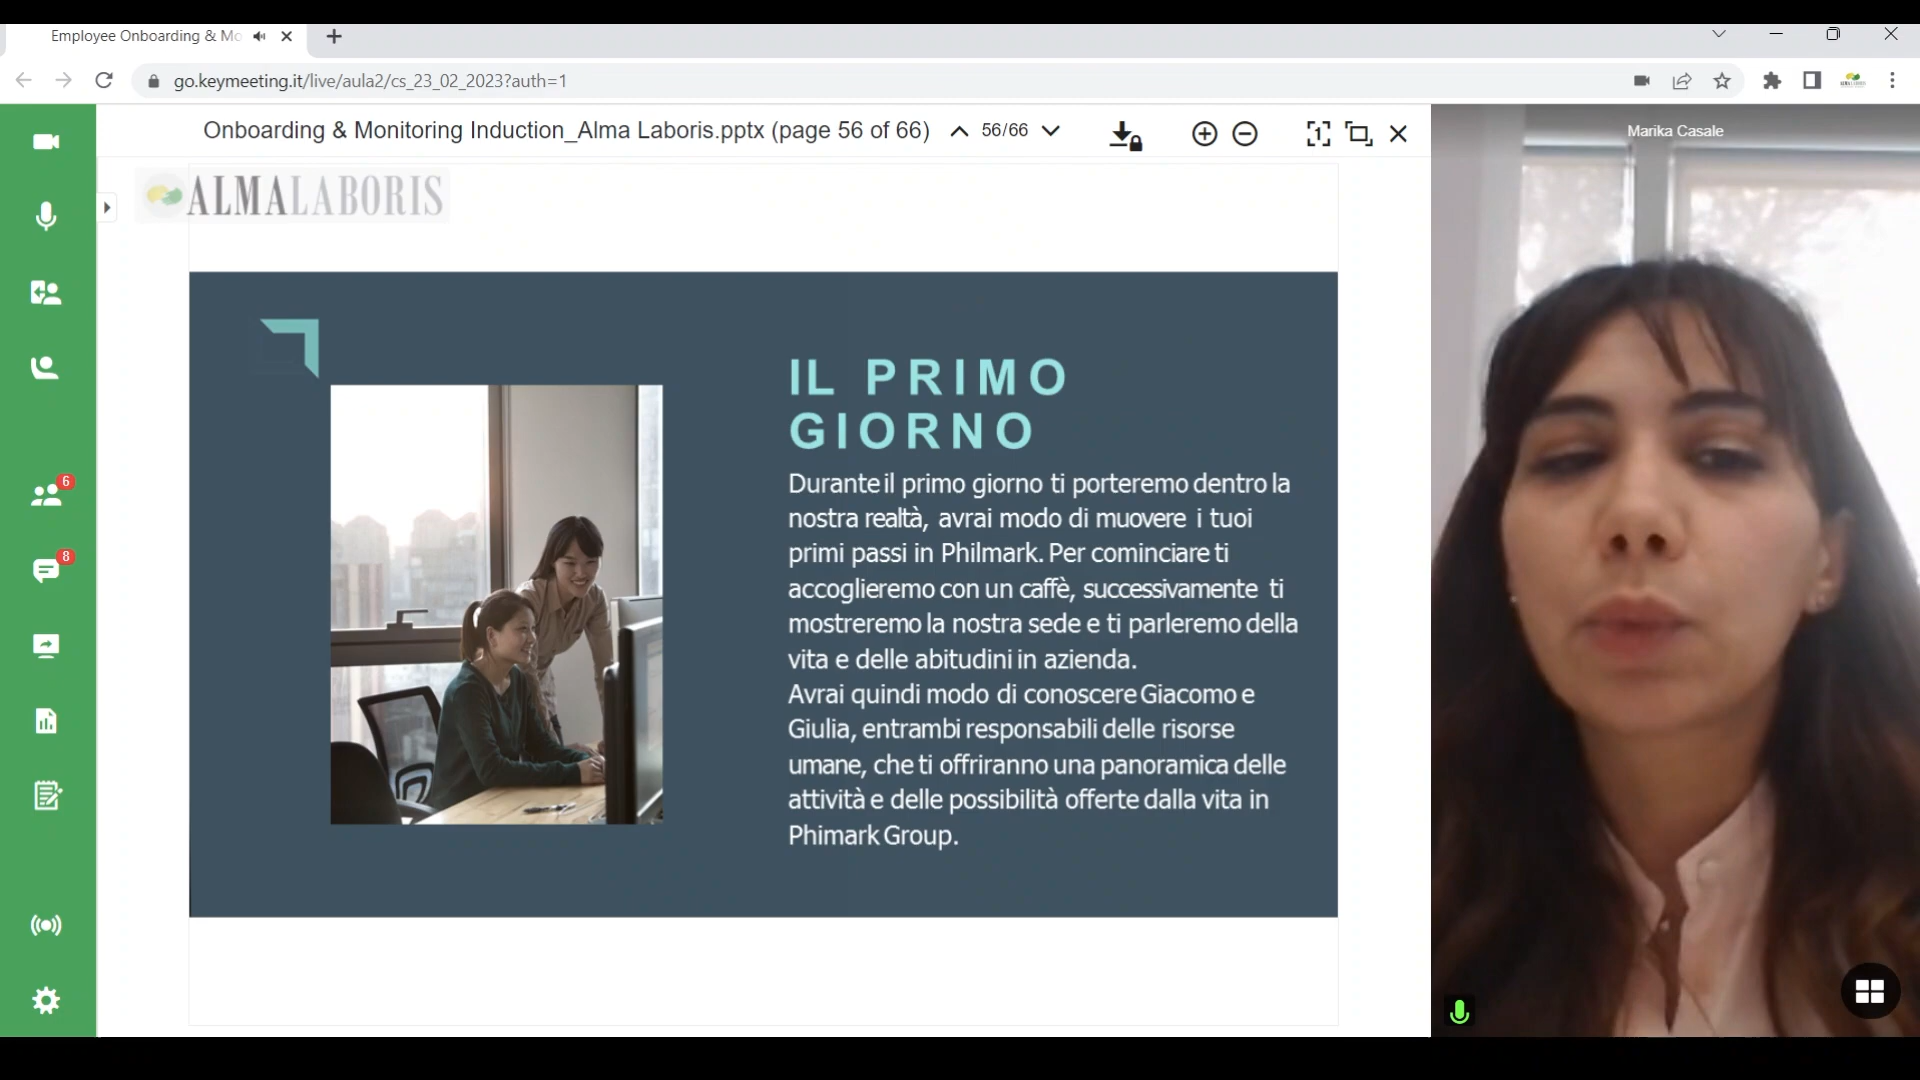 Employee Onboarding & Mo
go.keymeeting.it/live/aula2/cs_23_02_2023?auth=1
Onboarding & Monitoring Induction_Alma Laboris.pptx (page 56 of 66)
56/66
Marika Casale
ALMALABORIS
6
8
IL PRIMO
GIORNO
Durante il primo giorno ti porteremo dentro la
nostra realtà, avrai modo di muovere i tuoi
primi passi in Philmark. Per cominciare ti
accoglieremo con un caffè, successivamente ti
mostreremo la nostra sede e ti parleremo della
vita e delle abitudini in azienda.
Avrai quindi modo di conoscere Giacomo e
Giulia, entrambi responsabili delle risorse
umane, che ti offriranno una panoramica delle
attività e delle possibilità offerte dalla vita in
Phimark Group.